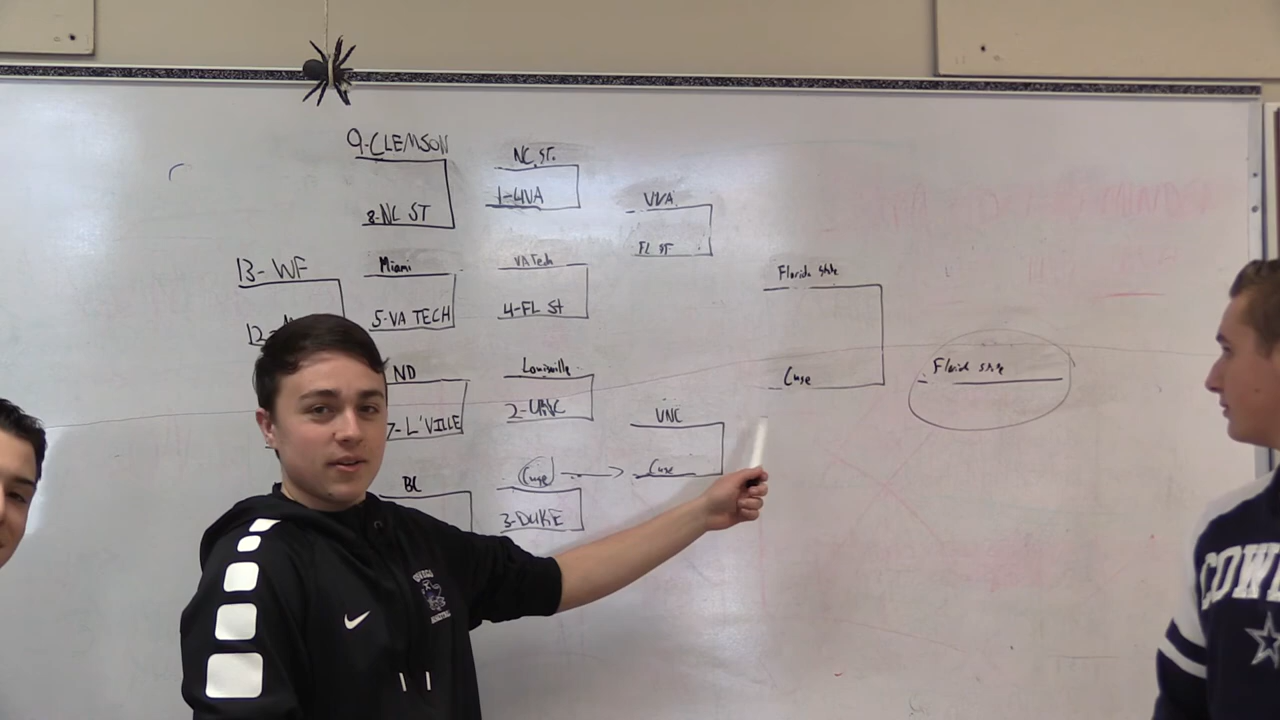 9-CLEMSON
8-NC ST
NC ST.
1-UVA
UVA
FL ST
13-WF
12-
Miami
5-VA TECH
VA Tech
4-FL St
Florida State
Cuse
Florida State
ND
7-L'VILLE
Louisville
2-UNC
UNC
Cuse
BC
Cuse
3-DUKE
COW